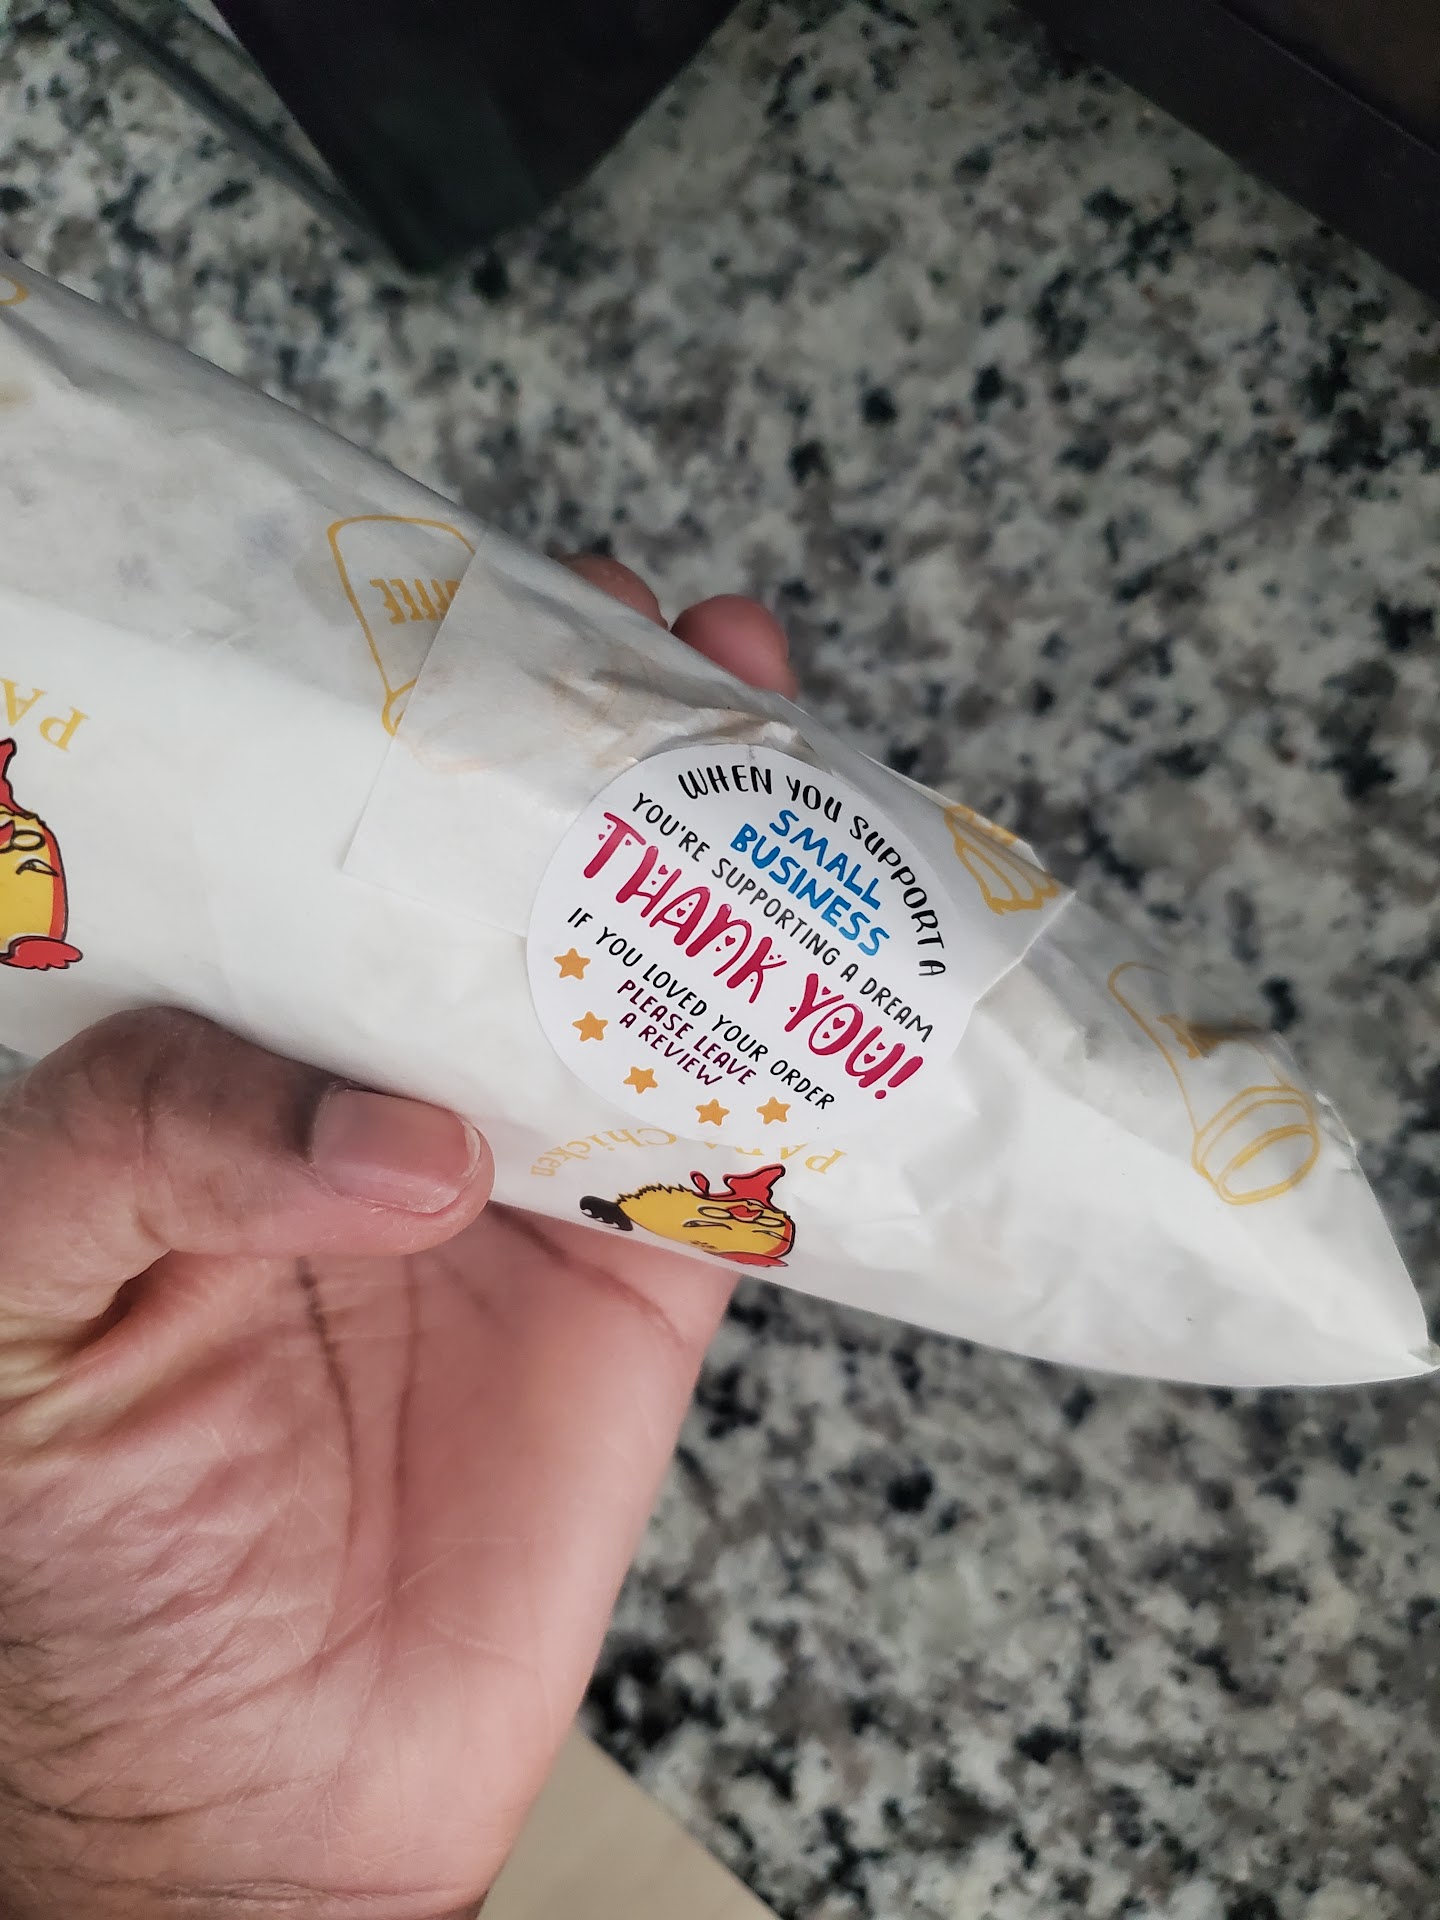 WHEN YOU SUPPORT A
SMALL
BUSINESS
YOU'RE SUPPORTING A DREAM
THANK YOU!
IF YOU LOVED YOUR ORDER
PLEASE LEAVE
A REVIEW
Chicken